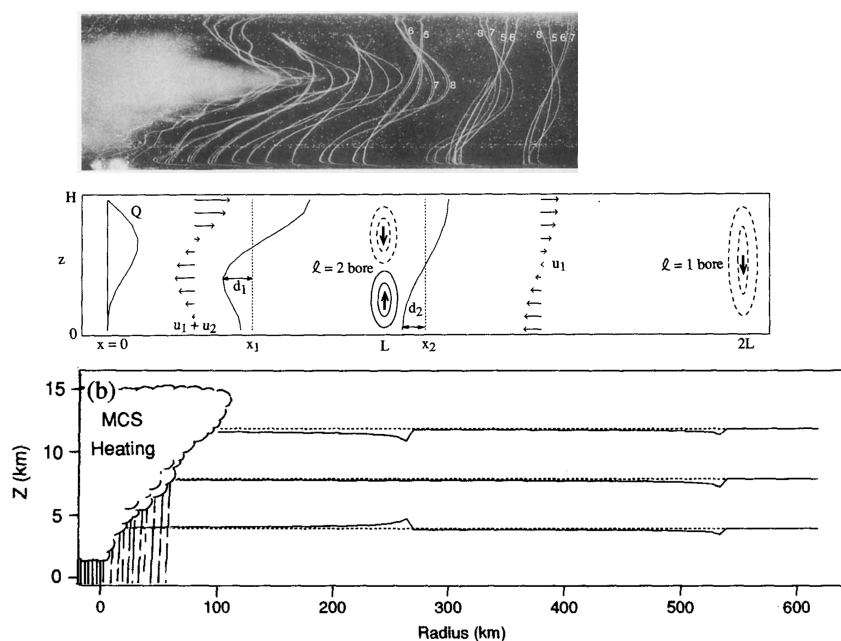 6 5
7 8
8 7 5 6
8 5 6 7
H
Q
z
ℓ = 2 bore
d₁
d₂
u₁
ℓ = 1 bore
u₁ + u₂
0
x = 0
x₁
L
x₂
2L
(b)
15
MCS
Heating
10
Z (km)
5
0
0 100 200 300 400 500 600
Radius (km)